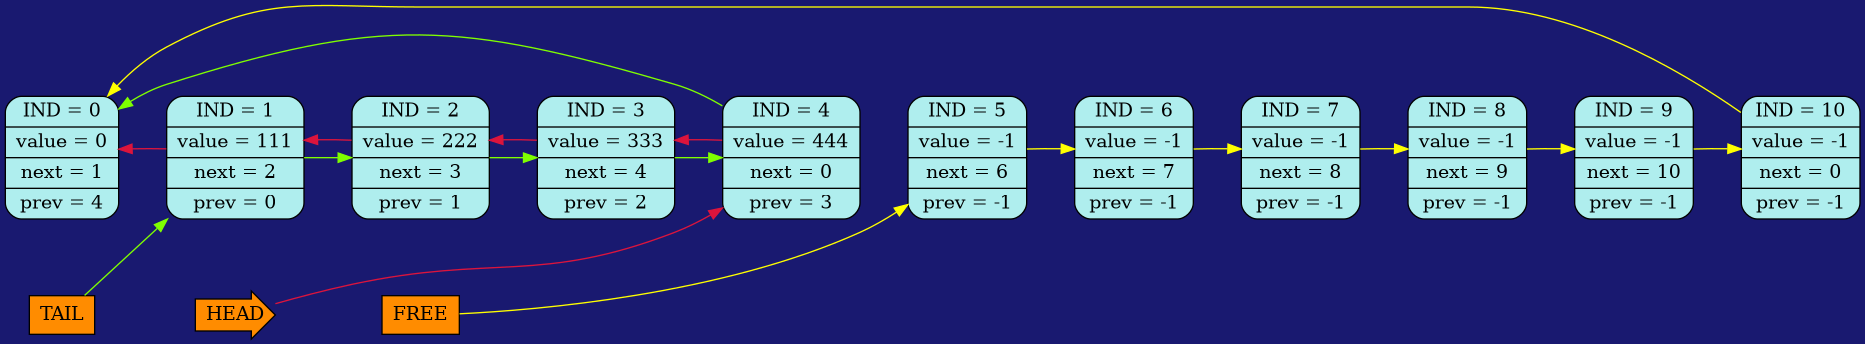 IND = 0
value = 0
next = 1
prev = 4
IND = 1
value = 111
next = 2
prev = 0
IND = 2
value = 222
next = 3
prev = 1
IND = 3
value = 333
next = 4
prev = 2
IND = 4
value = 444
next = 0
prev = 3
IND = 5
value = -1
next = 6
prev = -1
IND = 6
value = -1
next = 7
prev = -1
IND = 7
value = -1
next = 8
prev = -1
IND = 8
value = -1
next = 9
prev = -1
IND = 9
value = -1
next = 10
prev = -1
IND = 10
value = -1
next = 0
prev = -1
TAIL
HEAD
FREE